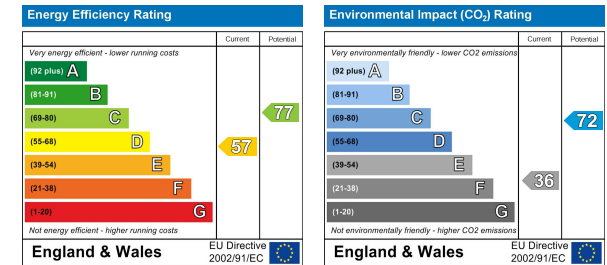 Energy Efficiency Rating
Current Potential
Very energy efficient - lower running costs
(92 plus) A
(81-91) B
(69-80) C
77
(55-68) D
57
(39-54) E
(21-38) F
(1-20) G
Not energy efficient - higher running costs
England & Wales
EU Directive
2002/91/EC
Environmental Impact (CO2) Rating
Current Potential
Very environmentally friendly - lower CO2 emissions
(92 plus) A
(81-91) B
(69-80) C
72
(55-68) D
(39-54) E
36
(21-38) F
(1-20) G
Not environmentally friendly - higher CO2 emissions
England & Wales
EU Directive
2002/91/EC